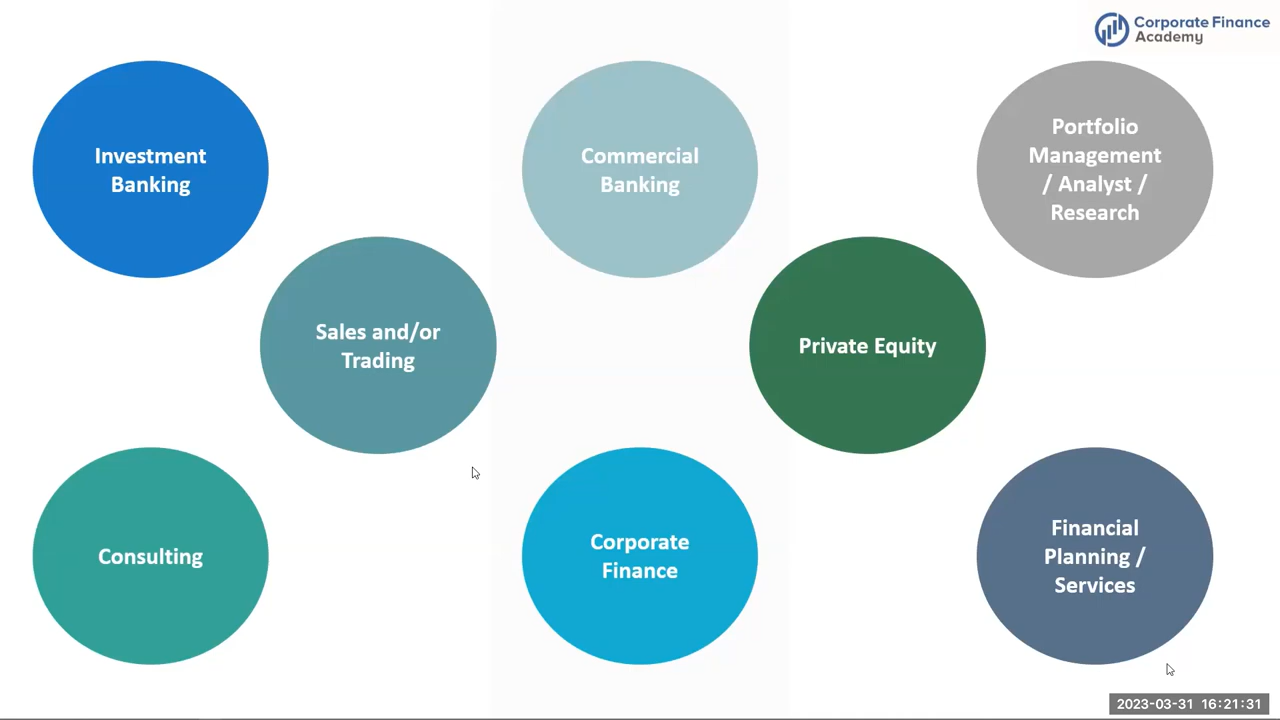 Corporate Finance
Academy
Investment
Banking
Commercial
Banking
Portfolio
Management
/ Analyst /
Research
Sales and/or
Trading
Private Equity
Consulting
Corporate
Finance
Financial
Planning /
Services
2023-03-31 16:21:31